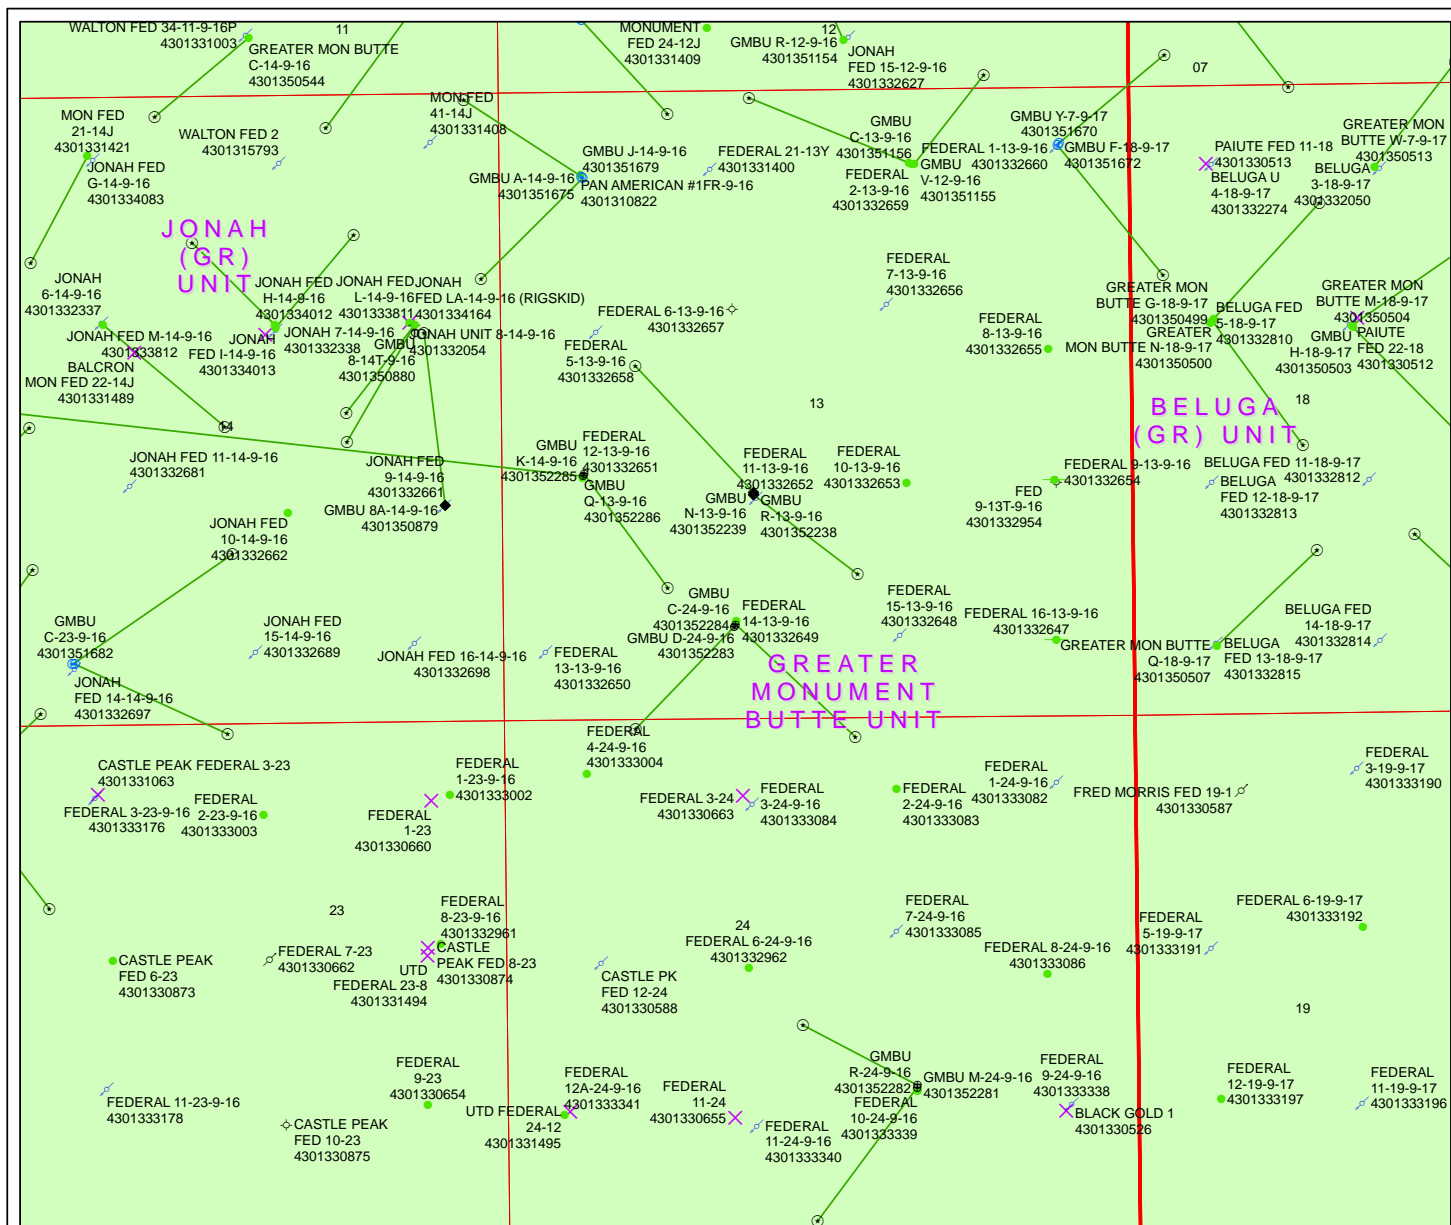 WALTON FED 34-11-9-16P
4301331003
11
GREATER MON BUTTE
C-14-9-16
4301350544
MONUMENT
FED 24-12J
4301331409
GMBU R-12-9-16
4301351154
12
JONAH
FED 15-12-9-16
4301332627
07
MON FED
21-14J
4301331421
JONAH FED
G-14-9-16
4301334083
WALTON FED 2
4301315793
MON FED
41-14J
4301331408
GMBU J-14-9-16
4301351679
GMBU A-14-9-16
4301351675
PAN AMERICAN #1FR-9-16
4301310822
FEDERAL 21-13Y
4301331400
GMBU
C-13-9-16
4301351156
FEDERAL
2-13-9-16
4301332659
GMBU
V-12-9-16
4301351155
FEDERAL 1-13-9-16
4301332660
GMBU Y-7-9-17
4301351670
GMBU F-18-9-17
4301351672
PAIUTE FED 11-18
4301330513
BELUGA U
4-18-9-17
4301332274
GREATER MON
BUTTE W-7-9-17
4301350513
BELUGA
3-18-9-17
4301332050
JONAH
(GR)
UNIT
JONAH
6-14-9-16
4301332337
JONAH FED
H-14-9-16
4301334012
JONAH FED
L-14-9-16
4301333811
JONAH
FED LA-14-9-16 (RIGSKID)
4301334164
JONAH FED M-14-9-16
4301333812
BALCRON
MON FED 22-14J
4301331489
JONAH
FED I-14-9-16
4301334013
JONAH 7-14-9-16
4301332338
GMBU
8-14T-9-16
4301350880
JONAH UNIT 8-14-9-16
4301332054
FEDERAL 6-13-9-16
4301332657
FEDERAL
5-13-9-16
4301332658
FEDERAL
7-13-9-16
4301332656
FEDERAL
8-13-9-16
4301332655
GREATER MON
BUTTE G-18-9-17
4301350499
GREATER
MON BUTTE N-18-9-17
4301350500
BELUGA FED
5-18-9-17
4301332810
GREATER MON
BUTTE M-18-9-17
4301350504
GMBU
H-18-9-17
4301350503
PAIUTE
FED 22-18
4301330512
14
13
BELUGA
(GR) UNIT
18
JONAH FED 11-14-9-16
4301332681
JONAH FED
9-14-9-16
4301332661
GMBU 8A-14-9-16
4301350879
JONAH FED
10-14-9-16
4301332662
GMBU
K-14-9-16
4301352285
FEDERAL
12-13-9-16
4301332651
GMBU
Q-13-9-16
4301352286
FEDERAL
11-13-9-16
4301332652
GMBU
N-13-9-16
4301352239
GMBU
R-13-9-16
4301352238
FEDERAL
10-13-9-16
4301332653
FEDERAL 9-13-9-16
4301332654
FED
9-13T-9-16
4301332954
BELUGA FED 11-18-9-17
4301332812
BELUGA
FED 12-18-9-17
4301332813
GMBU
C-23-9-16
4301351682
JONAH
FED 14-14-9-16
4301332697
JONAH FED
15-14-9-16
4301332689
JONAH FED 16-14-9-16
4301332698
FEDERAL
13-13-9-16
4301332650
GMBU
C-24-9-16
4301352284
GMBU D-24-9-16
4301352283
FEDERAL
14-13-9-16
4301332649
FEDERAL
15-13-9-16
4301332648
FEDERAL 16-13-9-16
4301332647
GREATER MON BUTTE
Q-18-9-17
4301350507
BELUGA
FED 13-18-9-17
4301332815
BELUGA FED
14-18-9-17
4301332814
GREATER
MONUMENT
BUTTE UNIT
CASTLE PEAK FEDERAL 3-23
4301331063
FEDERAL 3-23-9-16
4301333176
FEDERAL
2-23-9-16
4301333003
FEDERAL
1-23-9-16
4301333002
FEDERAL
1-23
4301330660
FEDERAL
4-24-9-16
4301333004
FEDERAL 3-24
4301330663
FEDERAL
3-24-9-16
4301333084
FEDERAL
2-24-9-16
4301333083
FEDERAL
1-24-9-16
4301333082
FRED MORRIS FED 19-1
4301330587
FEDERAL
3-19-9-17
4301333190
23
24
19
CASTLE PEAK
FED 6-23
4301330873
FEDERAL 7-23
4301330662
FEDERAL
8-23-9-16
4301332961
CASTLE
PEAK FED 8-23
4301330874
UTD
FEDERAL 23-8
4301331494
CASTLE PK
FED 12-24
4301330588
FEDERAL 6-24-9-16
4301332962
FEDERAL
7-24-9-16
4301333085
FEDERAL 8-24-9-16
4301333086
FEDERAL
5-19-9-17
4301333191
FEDERAL 6-19-9-17
4301333192
FEDERAL 11-23-9-16
4301333178
CASTLE PEAK
FED 10-23
4301330875
FEDERAL
9-23
4301330654
UTD FEDERAL
24-12
4301331495
FEDERAL
12A-24-9-16
4301333341
FEDERAL
11-24
4301330655
FEDERAL
11-24-9-16
4301333340
GMBU
R-24-9-16
4301352282
FEDERAL
10-24-9-16
4301333339
GMBU M-24-9-16
4301352281
FEDERAL
9-24-9-16
4301333338
BLACK GOLD 1
4301330526
FEDERAL
12-19-9-17
4301333197
FEDERAL
11-19-9-17
4301333196